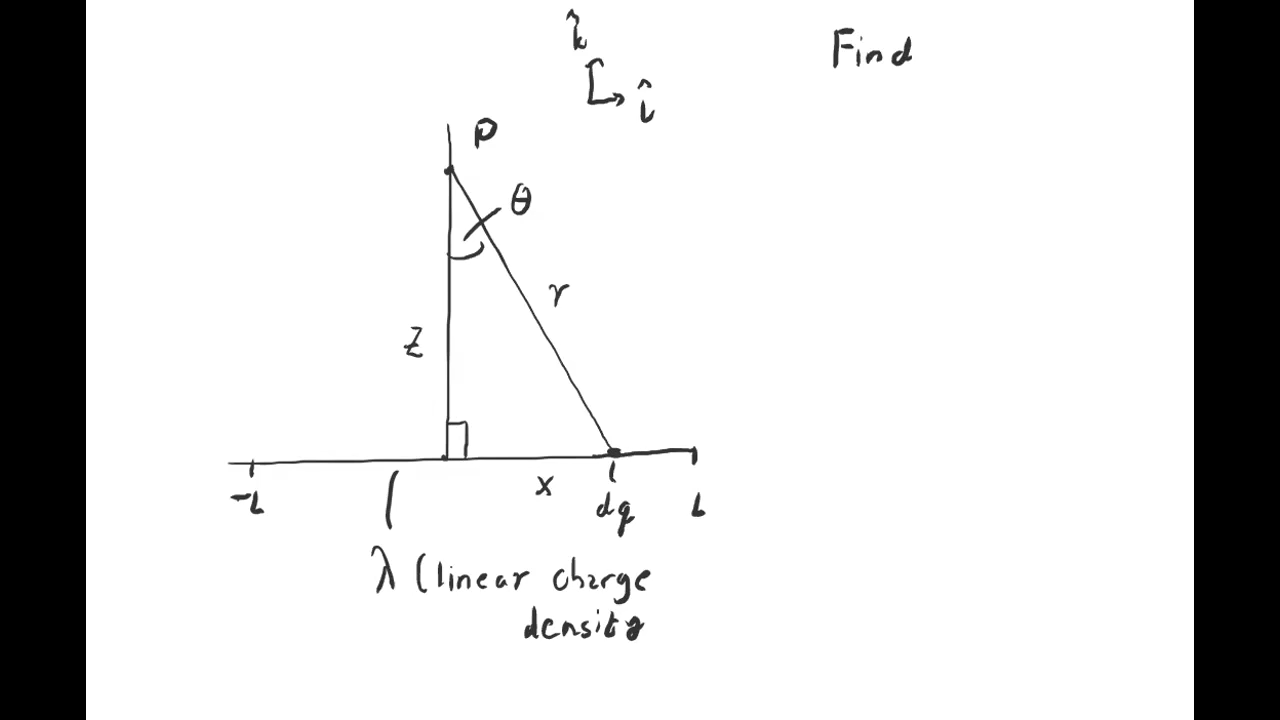 k̂
Find
î
P
θ
r
z
x
-L
dq
L
λ (linear charge
density